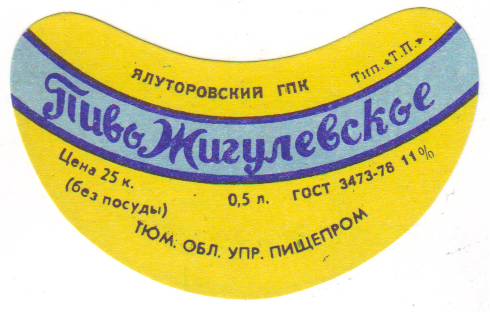 ЯЛУТОРОВСКИЙ ГПК
Тип. «Т.П.».
Пиво Жигулевское
Цена 25 к.
(без посуды)
0,5 л.
ГОСТ 3473-78 11%
ТЮМ. ОБЛ. УПР. ПИЩЕПРОМ